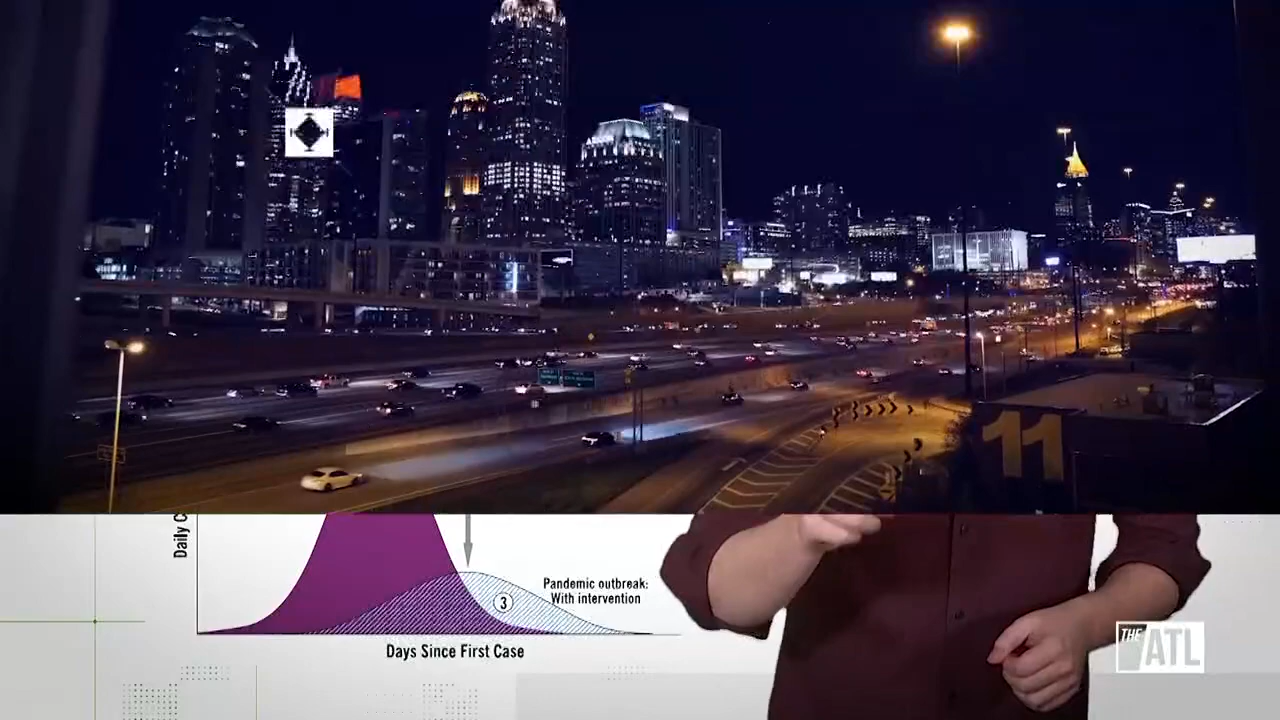 11
Daily C
Pandemic outbreak:
With intervention
3
Days Since First Case
THE ATL